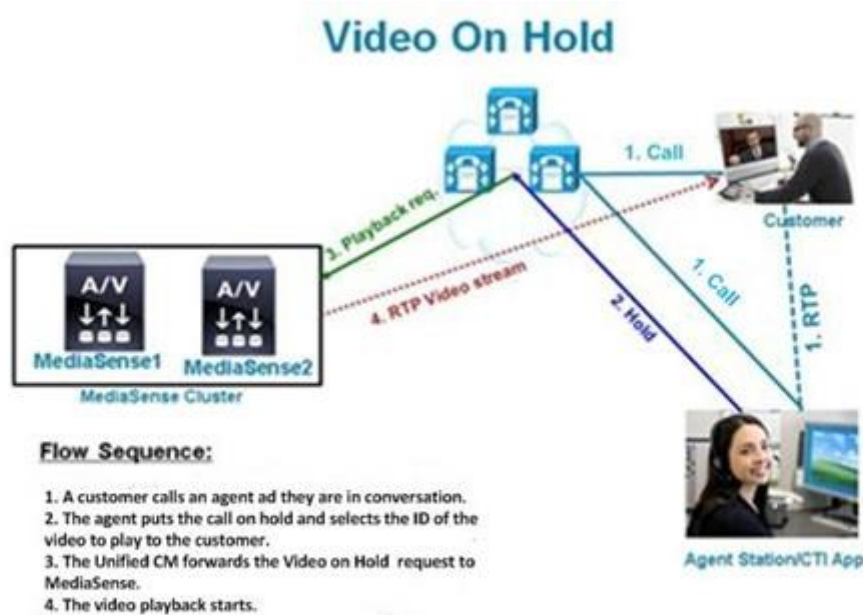 Video On Hold
1. Call
Customer
3. Playback req.
4. RTP Video stream
1. Call
2. Hold
1. RTP
A/V
A/V
MediaSense1
MediaSense2
MediaSense Cluster
Agent Station/CTI App
Flow Sequence:
1. A customer calls an agent ad they are in conversation.
2. The agent puts the call on hold and selects the ID of the
video to play to the customer.
3. The Unified CM forwards the Video on Hold request to
MediaSense.
4. The video playback starts.